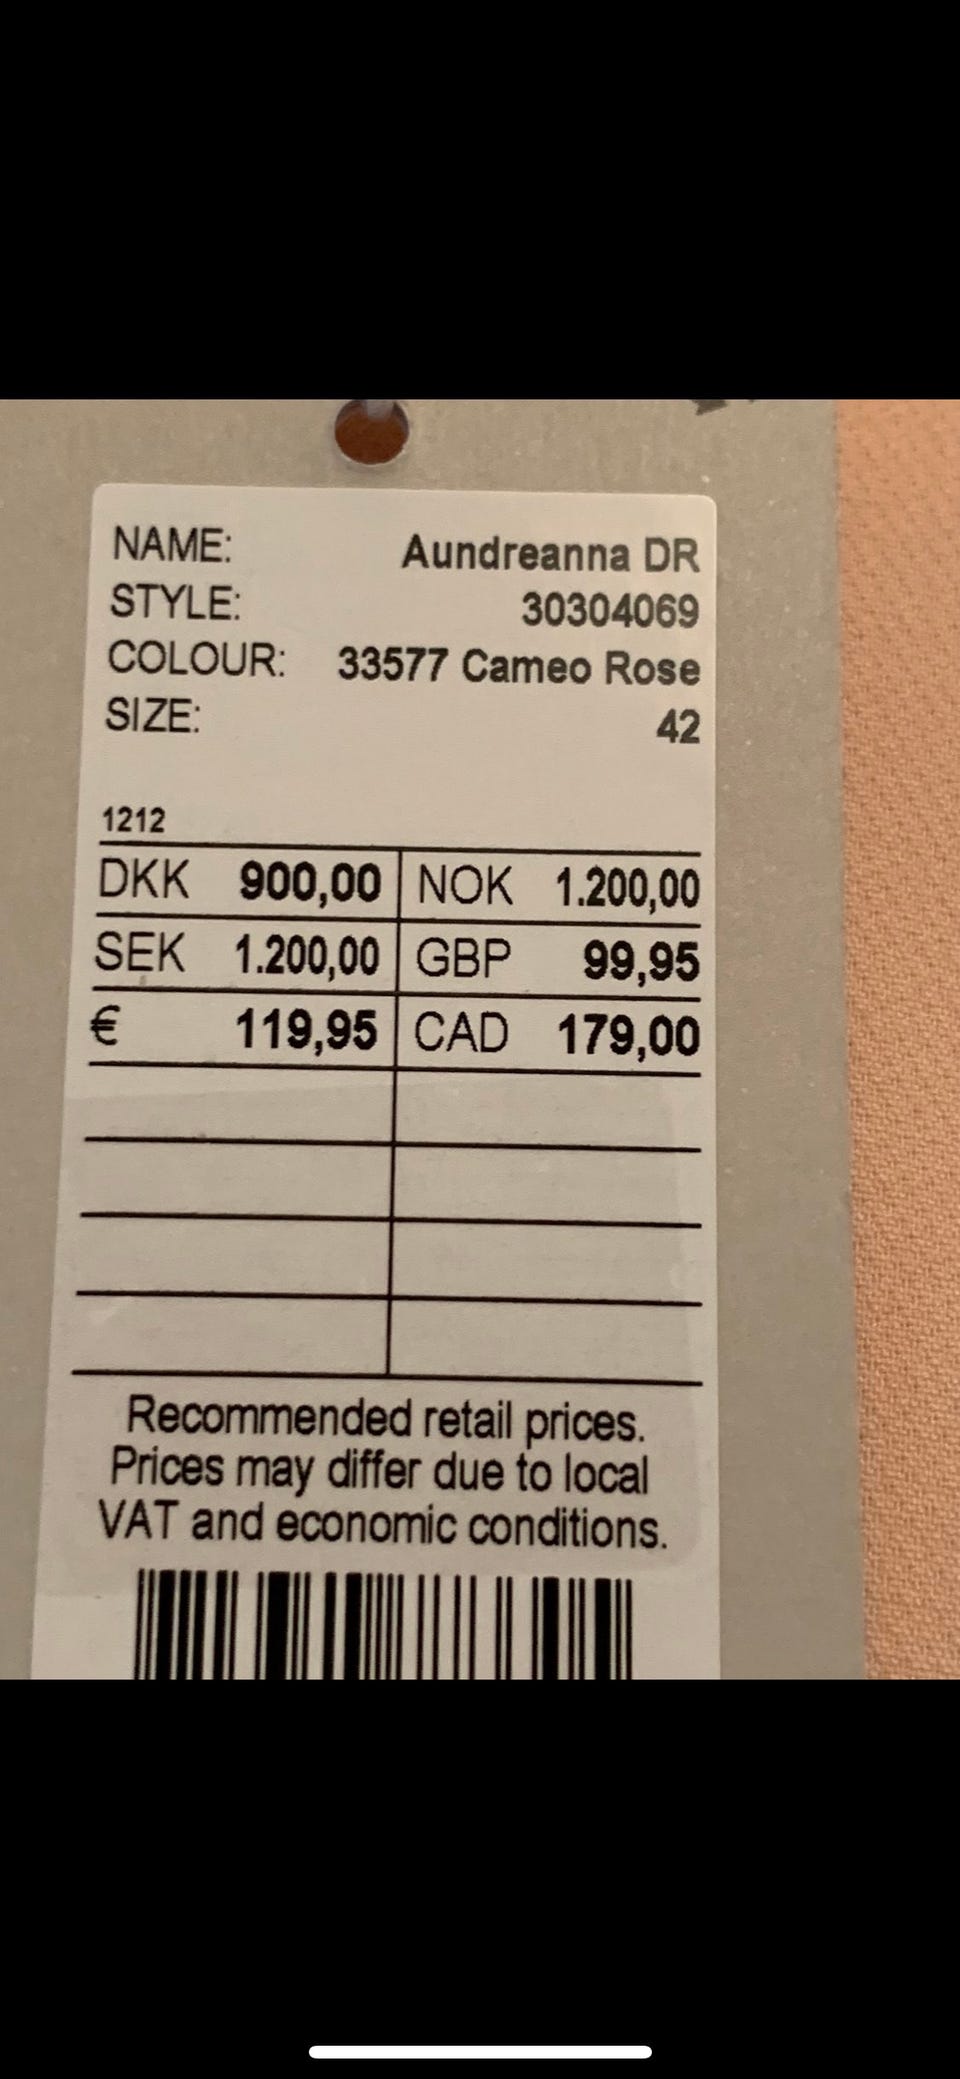 NAME: Aundreanna DR
STYLE: 30304069
COLOUR: 33577 Cameo Rose
SIZE: 42
1212
DKK 900,00 NOK 1.200,00
SEK 1.200,00 GBP 99,95
€ 119,95 CAD 179,00
Recommended retail prices.
Prices may differ due to local
VAT and economic conditions.